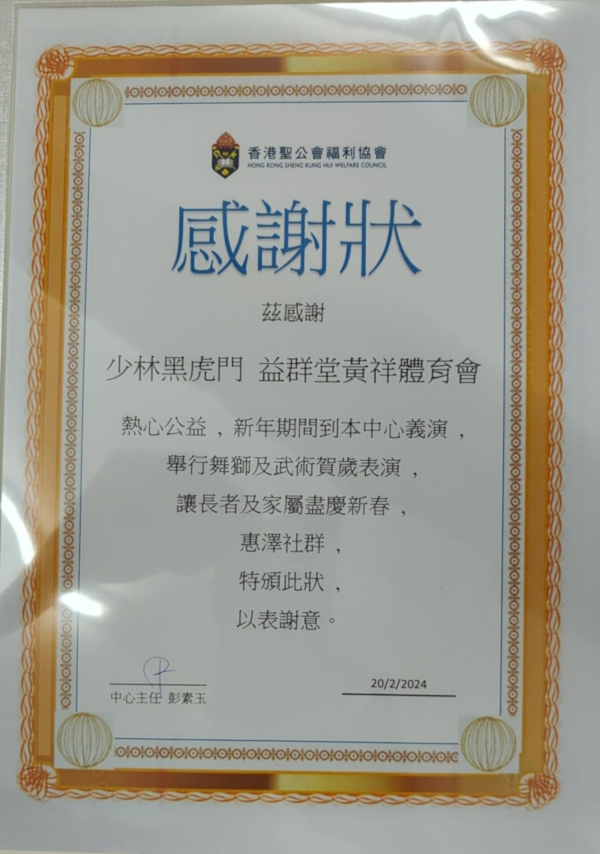 香港聖公會福利協會
HONG KONG SHENG KUNG HUI WELFARE COUNCIL
感謝狀
茲感謝
少林黑虎門 益群堂黃祥體育會
熱心公益，新年期間到本中心義演，
舉行舞獅及武術賀歲表演，
讓長者及家屬盡慶新春，
惠澤社群，
特頒此狀，
以表謝意。
中心主任 彭素玉
20/2/2024